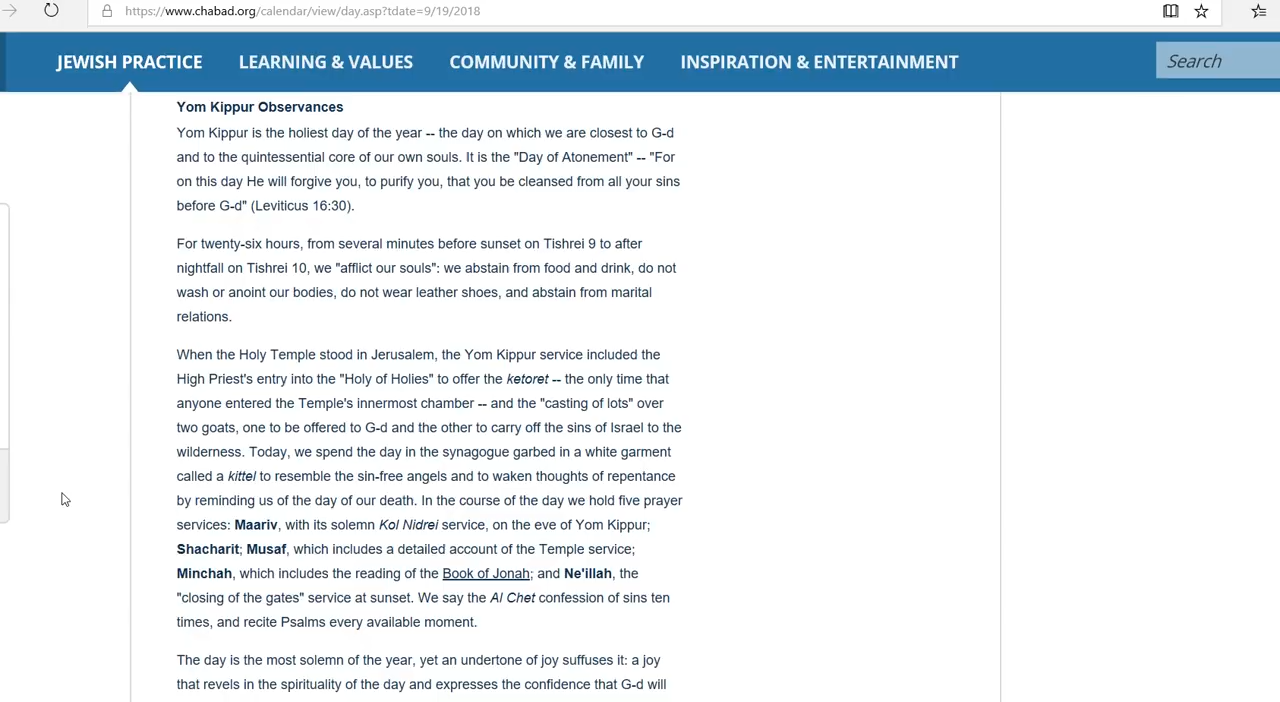 https://www.chabad.org/calendar/view/day.asp?tdate=9/19/2018
JEWISH PRACTICE LEARNING & VALUES COMMUNITY & FAMILY INSPIRATION & ENTERTAINMENT Search
Yom Kippur Observances
Yom Kippur is the holiest day of the year -- the day on which we are closest to G-d
and to the quintessential core of our own souls. It is the "Day of Atonement" -- "For
on this day He will forgive you, to purify you, that you be cleansed from all your sins
before G-d" (Leviticus 16:30).
For twenty-six hours, from several minutes before sunset on Tishrei 9 to after
nightfall on Tishrei 10, we "afflict our souls": we abstain from food and drink, do not
wash or anoint our bodies, do not wear leather shoes, and abstain from marital
relations.
When the Holy Temple stood in Jerusalem, the Yom Kippur service included the
High Priest's entry into the "Holy of Holies" to offer the ketoret -- the only time that
anyone entered the Temple's innermost chamber -- and the "casting of lots" over
two goats, one to be offered to G-d and the other to carry off the sins of Israel to the
wilderness. Today, we spend the day in the synagogue garbed in a white garment
called a kittel to resemble the sin-free angels and to waken thoughts of repentance
by reminding us of the day of our death. In the course of the day we hold five prayer
services: Maariv, with its solemn Kol Nidrei service, on the eve of Yom Kippur;
Shacharit; Musaf, which includes a detailed account of the Temple service;
Minchah, which includes the reading of the Book of Jonah; and Ne'illah, the
"closing of the gates" service at sunset. We say the Al Chet confession of sins ten
times, and recite Psalms every available moment.
The day is the most solemn of the year, yet an undertone of joy suffuses it: a joy
that revels in the spirituality of the day and expresses the confidence that G-d will